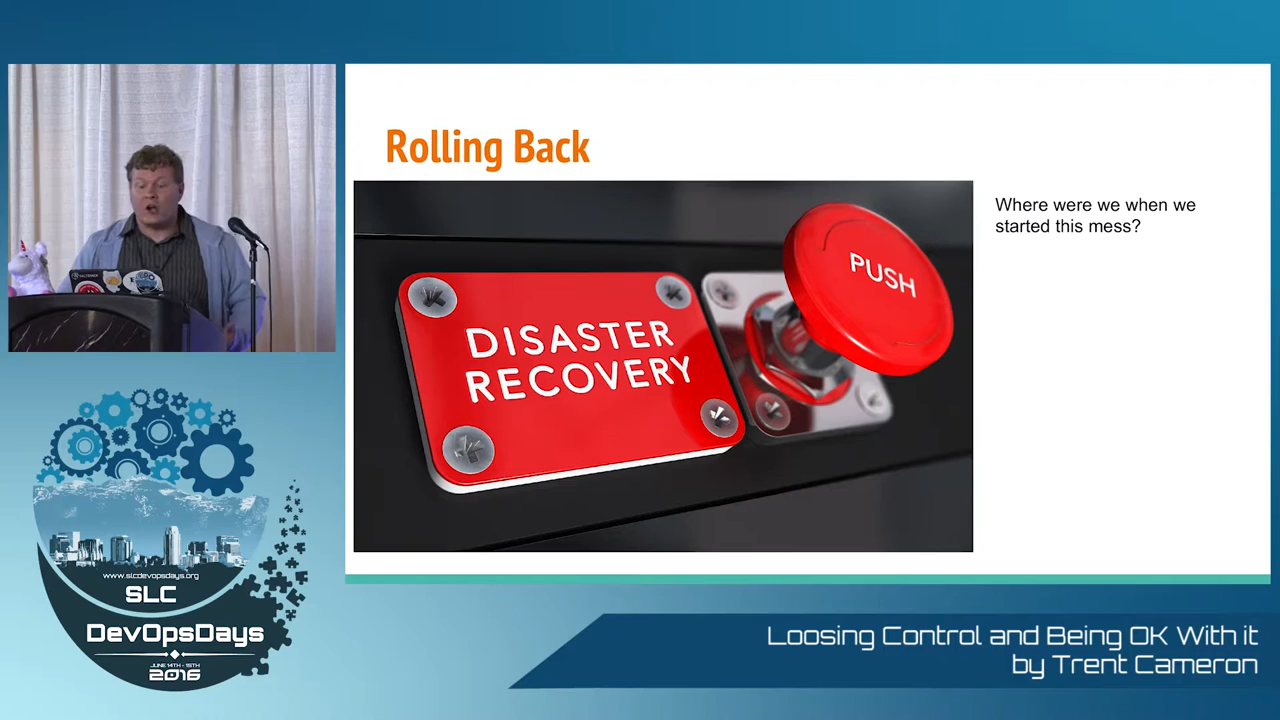 Rolling Back
DISASTER
RECOVERY
PUSH
Where were we when we
started this mess?
www.slcdevopsdays.org
SLC
DevOpsDays
JUNE 14TH - 15TH
2016
Loosing Control and Being OK With it
by Trent Cameron